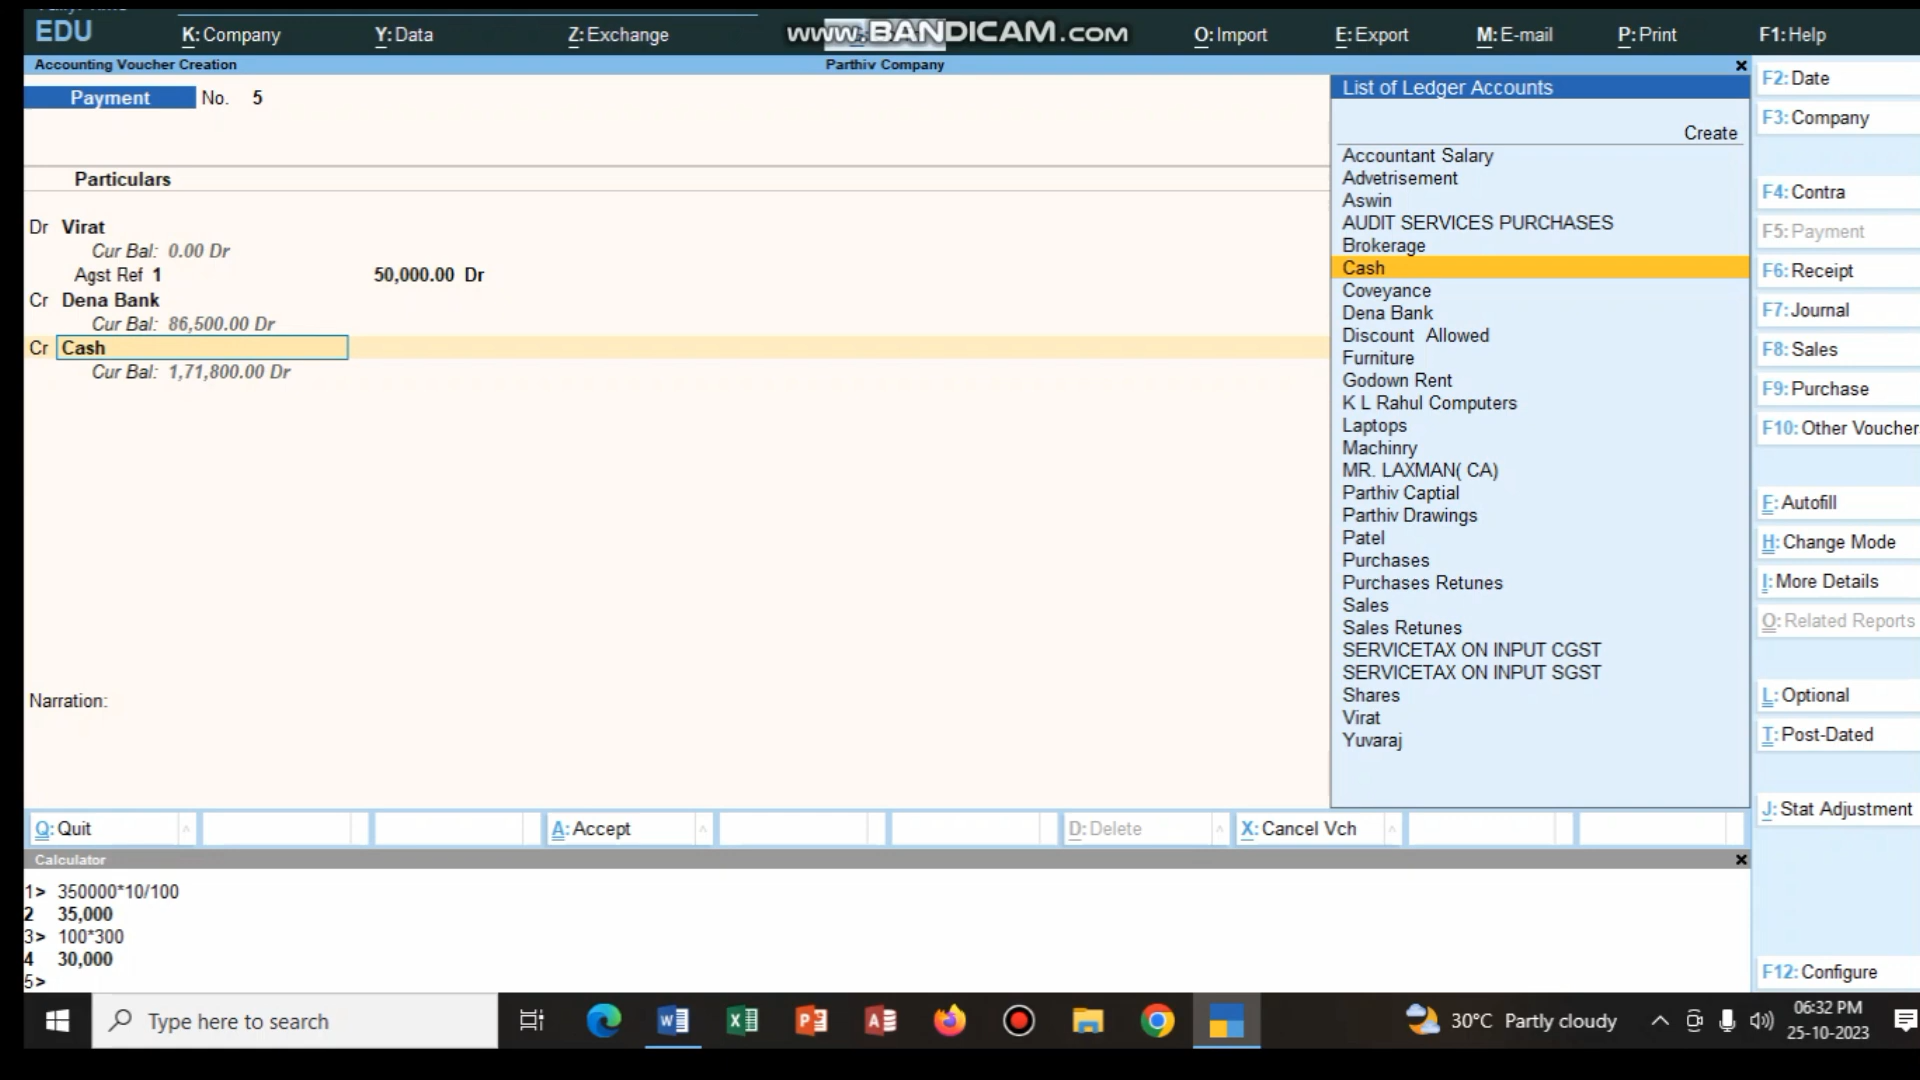 EDU
K: Company
Y: Data
Z: Exchange
www.BANDICAM.com
O: Import
E: Export
M: E-mail
P: Print
F1: Help
Accounting Voucher Creation
Parthiv Company
Payment No. 5
Particulars
Dr Virat
Cur Bal: 0.00 Dr
Agst Ref 1 50,000.00 Dr
Cr Dena Bank
Cur Bal: 86,500.00 Dr
Cr Cash
Cur Bal: 1,71,800.00 Dr
Narration:
List of Ledger Accounts
Create
Accountant Salary
Advetrisement
Aswin
AUDIT SERVICES PURCHASES
Brokerage
Cash
Coveyance
Dena Bank
Discount Allowed
Furniture
Godown Rent
K L Rahul Computers
Laptops
Machinry
MR. LAXMAN( CA)
Parthiv Captial
Parthiv Drawings
Patel
Purchases
Purchases Retunes
Sales
Sales Retunes
SERVICETAX ON INPUT CGST
SERVICETAX ON INPUT SGST
Shares
Virat
Yuvaraj
F2: Date
F3: Company
F4: Contra
F5: Payment
F6: Receipt
F7: Journal
F8: Sales
F9: Purchase
F10: Other Voucher
F: Autofill
H: Change Mode
I: More Details
O: Related Reports
L: Optional
T: Post-Dated
J: Stat Adjustment
F12: Configure
Q: Quit
A: Accept
D: Delete
X: Cancel Vch
Calculator
1> 350000*10/100
2 35,000
3> 100*300
4 30,000
5>
Type here to search
30°C Partly cloudy
06:32 PM
25-10-2023